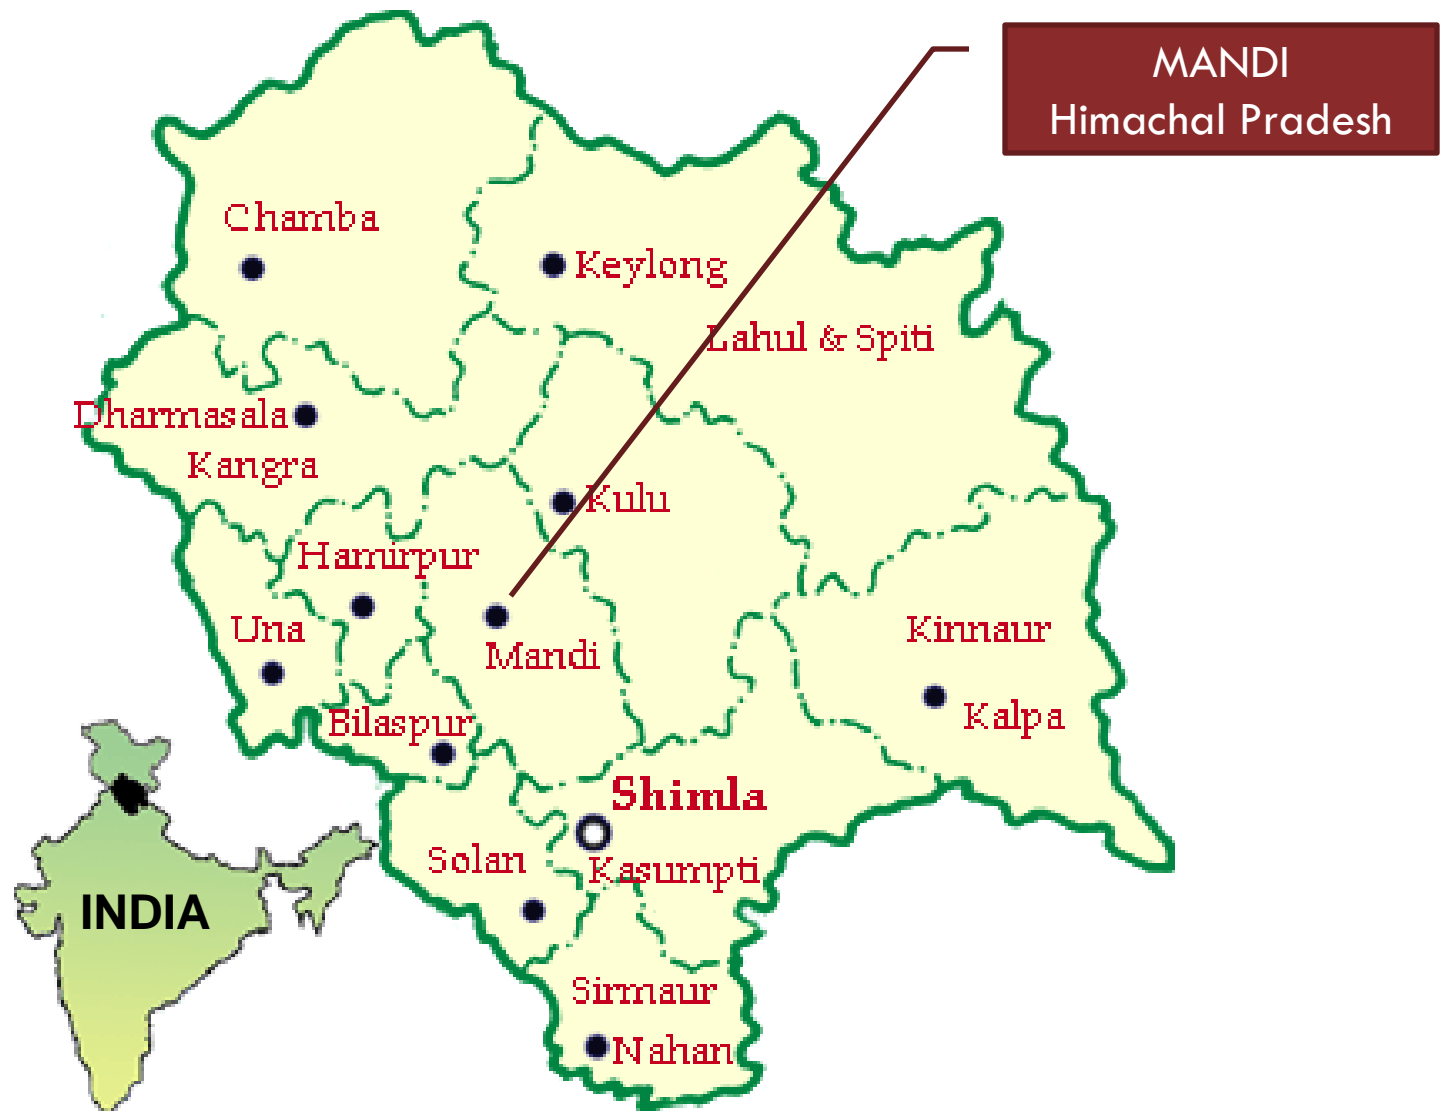 MANDI
Himachal Pradesh
Chamba
Keylong
Lahul & Spiti
Dharmasala
Kangra
Kulu
Hamirpur
Una
Mandi
Kinnaur
Kalpa
Bilaspur
Shimla
Solan
Kasumpti
INDIA
Sirmaur
Nahan